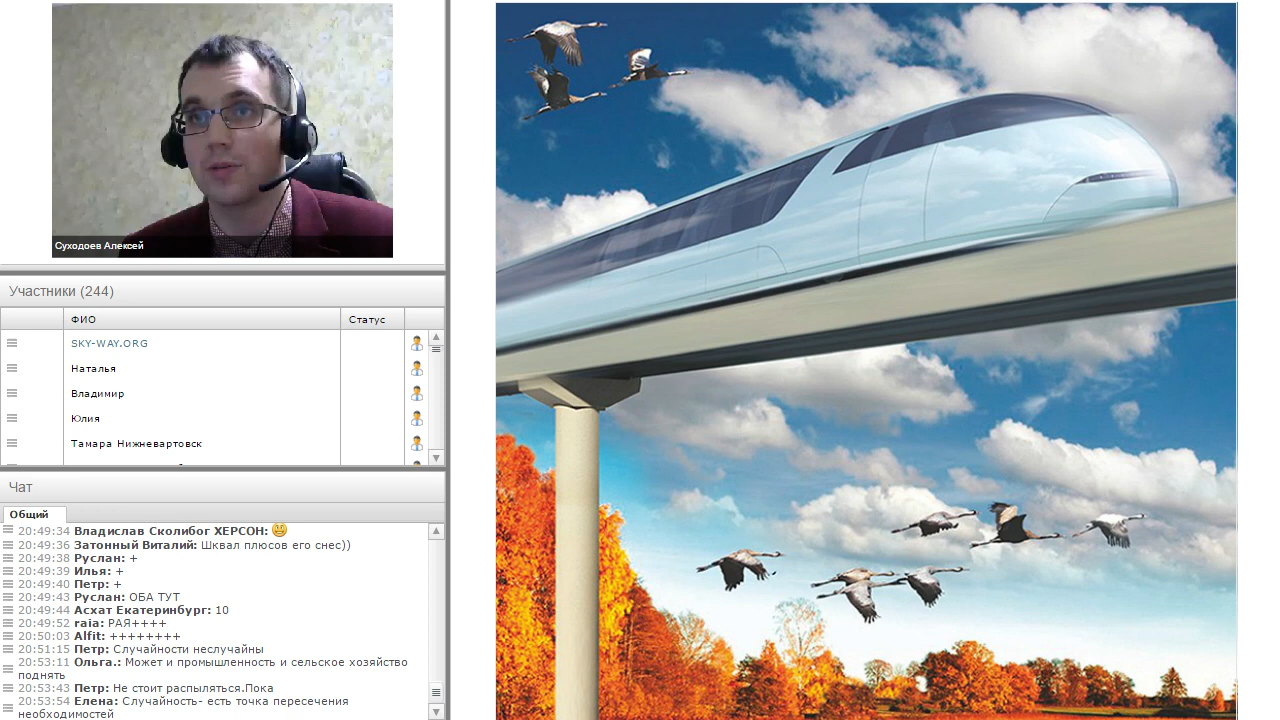 Суходоев Алексей
Участники (244)
ФИО
Статус
SKY-WAY.ORG
Наталья
Владимир
Юлия
Тамара Нижневартовск
Чат
Общий
20:49:34 Владислав Сколибог ХЕРСОН:
20:49:36 Затонный Виталий: Шквал плюсов его снес))
20:49:38 Руслан: +
20:49:39 Илья: +
20:49:40 Петр: +
20:49:43 Руслан: ОБА ТУТ
20:49:44 Асхат Екатеринбург: 10
20:49:52 raia: РАЯ++++
20:50:03 Alfit: ++++++++
20:51:15 Петр: Случайности неслучайны
20:53:11 Ольга.: Может и промышленность и сельское хозяйство
поднять
20:53:43 Петр: Не стоит распыляться.Пока
20:53:54 Елена: Случайность- есть точка пересечения
необходимостей